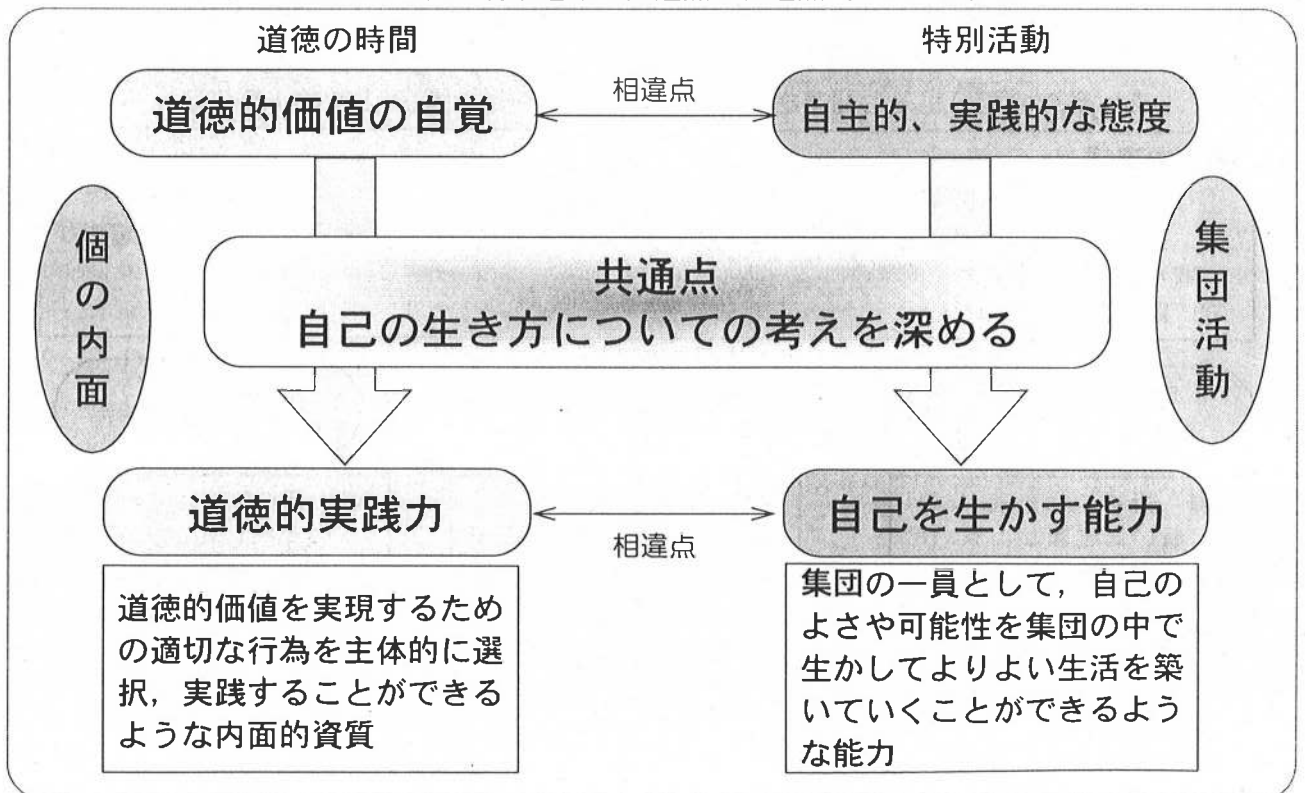 道徳の時間
特別活動
道徳的価値の自覚
相違点
自主的、実践的な態度
個の内面
共通点
自己の生き方についての考えを深める
集団活動
道徳的実践力
相違点
自己を生かす能力
道徳的価値を実現するため
の適切な行為を主体的に選
択，実践することができる
ような内面的資質
集団の一員として，自己の
よさや可能性を集団の中で
生かしてよりよい生活を築
いていくことができるよう
な能力